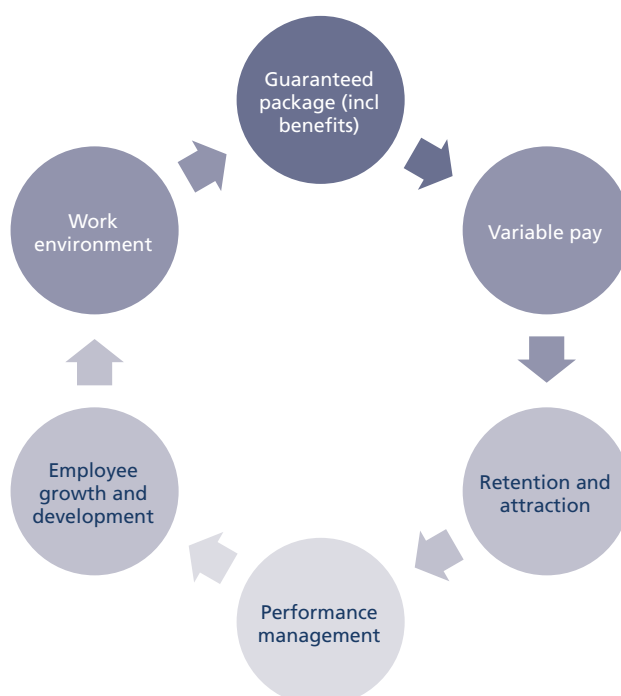 Guaranteed
package (incl
benefits)
Variable pay
Retention and
attraction
Performance
management
Employee
growth and
development
Work
environment